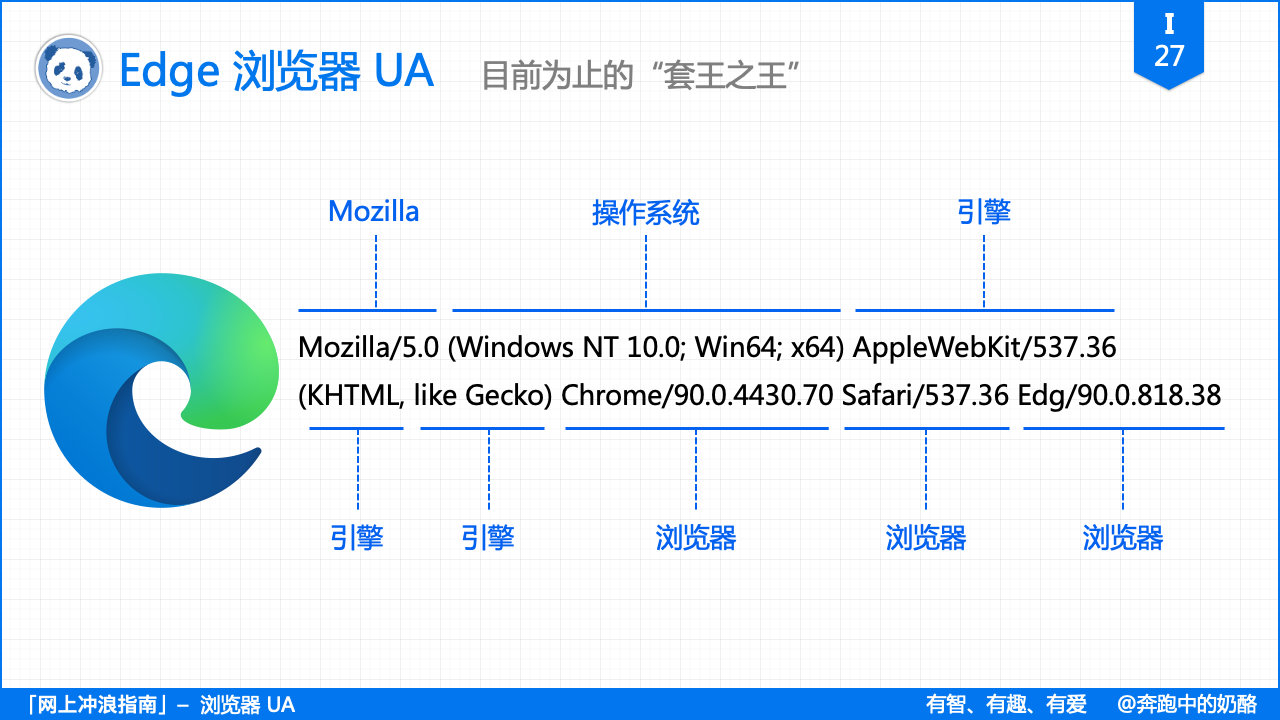 Edge 浏览器 UA
目前为止的“套王之王”
I
27
Mozilla
操作系统
引擎
Mozilla/5.0 (Windows NT 10.0; Win64; x64) AppleWebKit/537.36
(KHTML, like Gecko) Chrome/90.0.4430.70 Safari/537.36 Edg/90.0.818.38
引擎
引擎
浏览器
浏览器
浏览器
「网上冲浪指南」– 浏览器 UA
有智、有趣、有爱
@奔跑中的奶酪